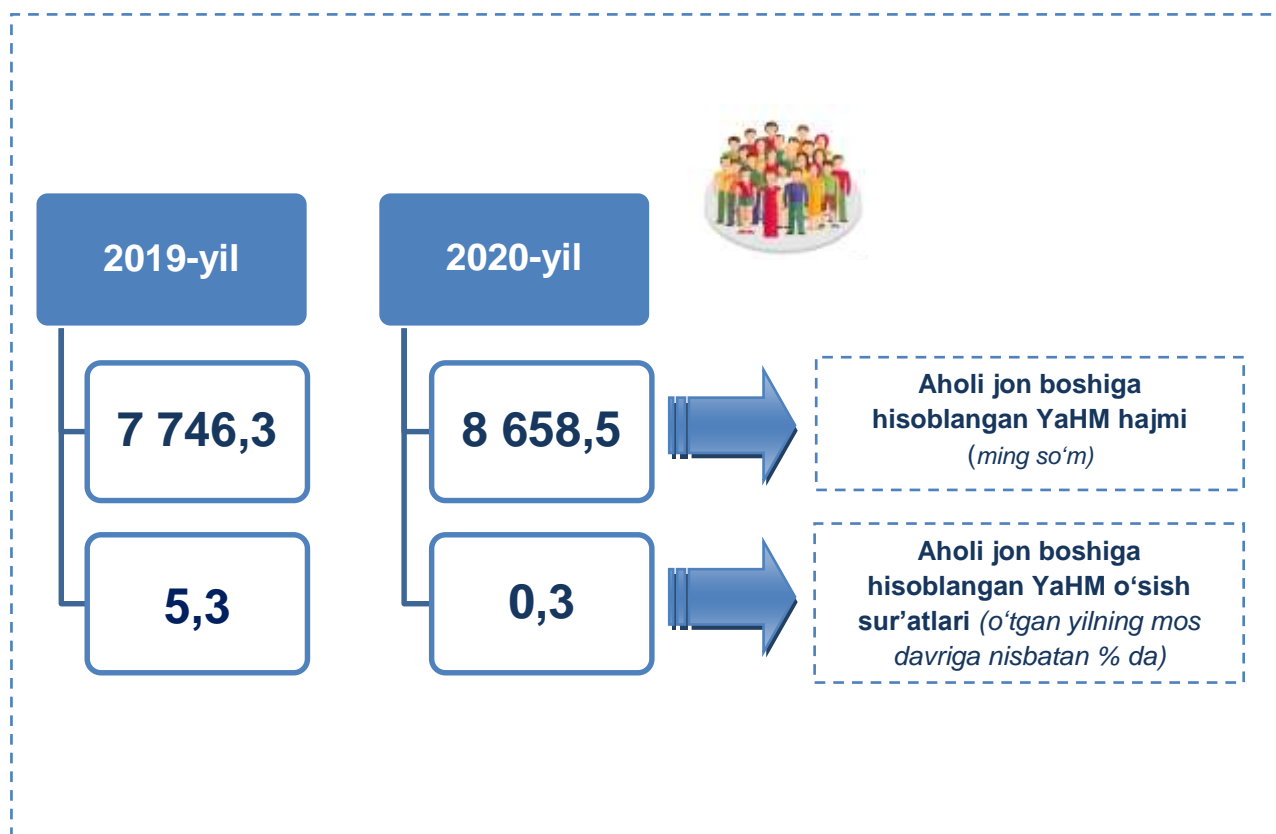 2019-yil
2020-yil
7 746,3
8 658,5
Aholi jon boshiga
hisoblangan YaHM hajmi
(ming so‘m)
5,3
0,3
Aholi jon boshiga
hisoblangan YaHM o‘sish
sur’atlari (o‘tgan yilning mos
davriga nisbatan % da)